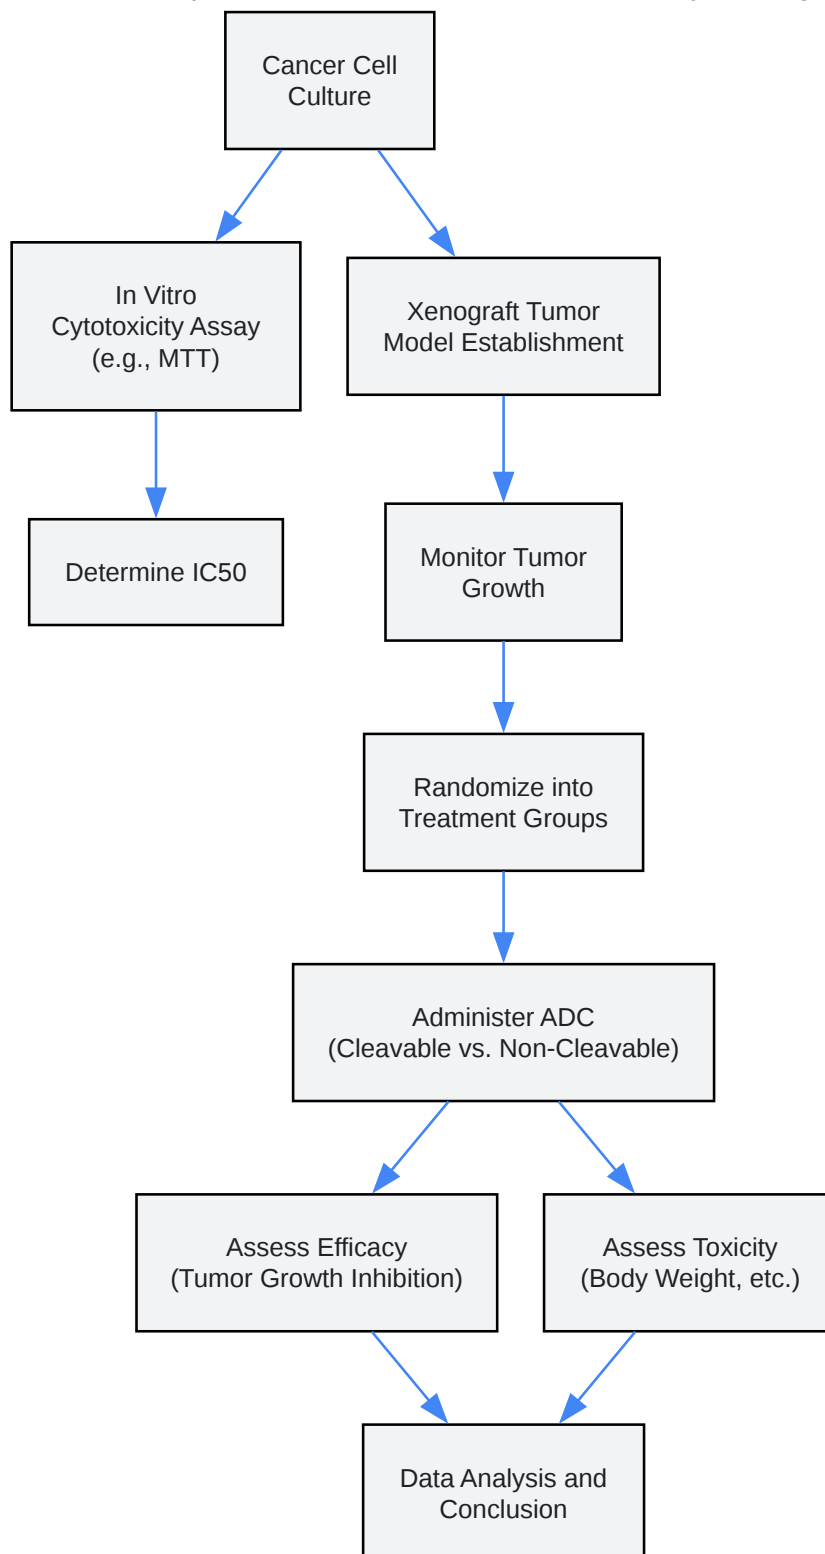 Cancer Cell
Culture
In Vitro
Cytotoxicity Assay
(e.g., MTT)
Xenograft Tumor
Model Establishment
Determine IC50
Monitor Tumor
Growth
Randomize into
Treatment Groups
Administer ADC
(Cleavable vs. Non-Cleavable)
Assess Efficacy
(Tumor Growth Inhibition)
Assess Toxicity
(Body Weight, etc.)
Data Analysis and
Conclusion